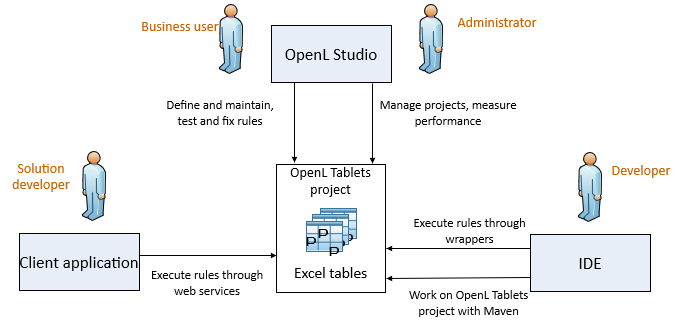 Business user
Administrator
OpenL Studio
Define and maintain,
test and fix rules
Manage projects, measure
performance
Solution
developer
OpenL Tablets
project
P
P
P
Excel tables
Developer
Client application
Execute rules through
web services
Execute rules through
wrappers
IDE
Work on OpenL Tablets
project with Maven